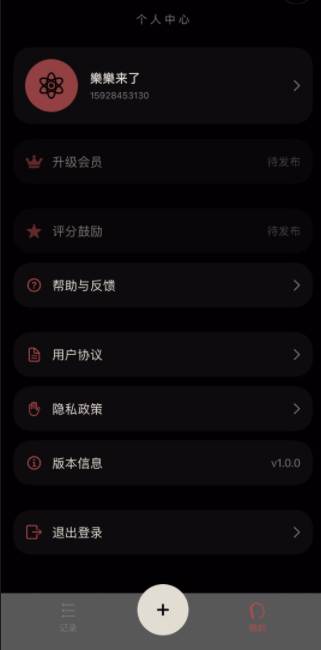 个人中心
樂樂来了
15928453130
升级会员
待发布
评分鼓励
待发布
帮助与反馈
用户协议
隐私政策
版本信息
v1.0.0
退出登录
记录
我的